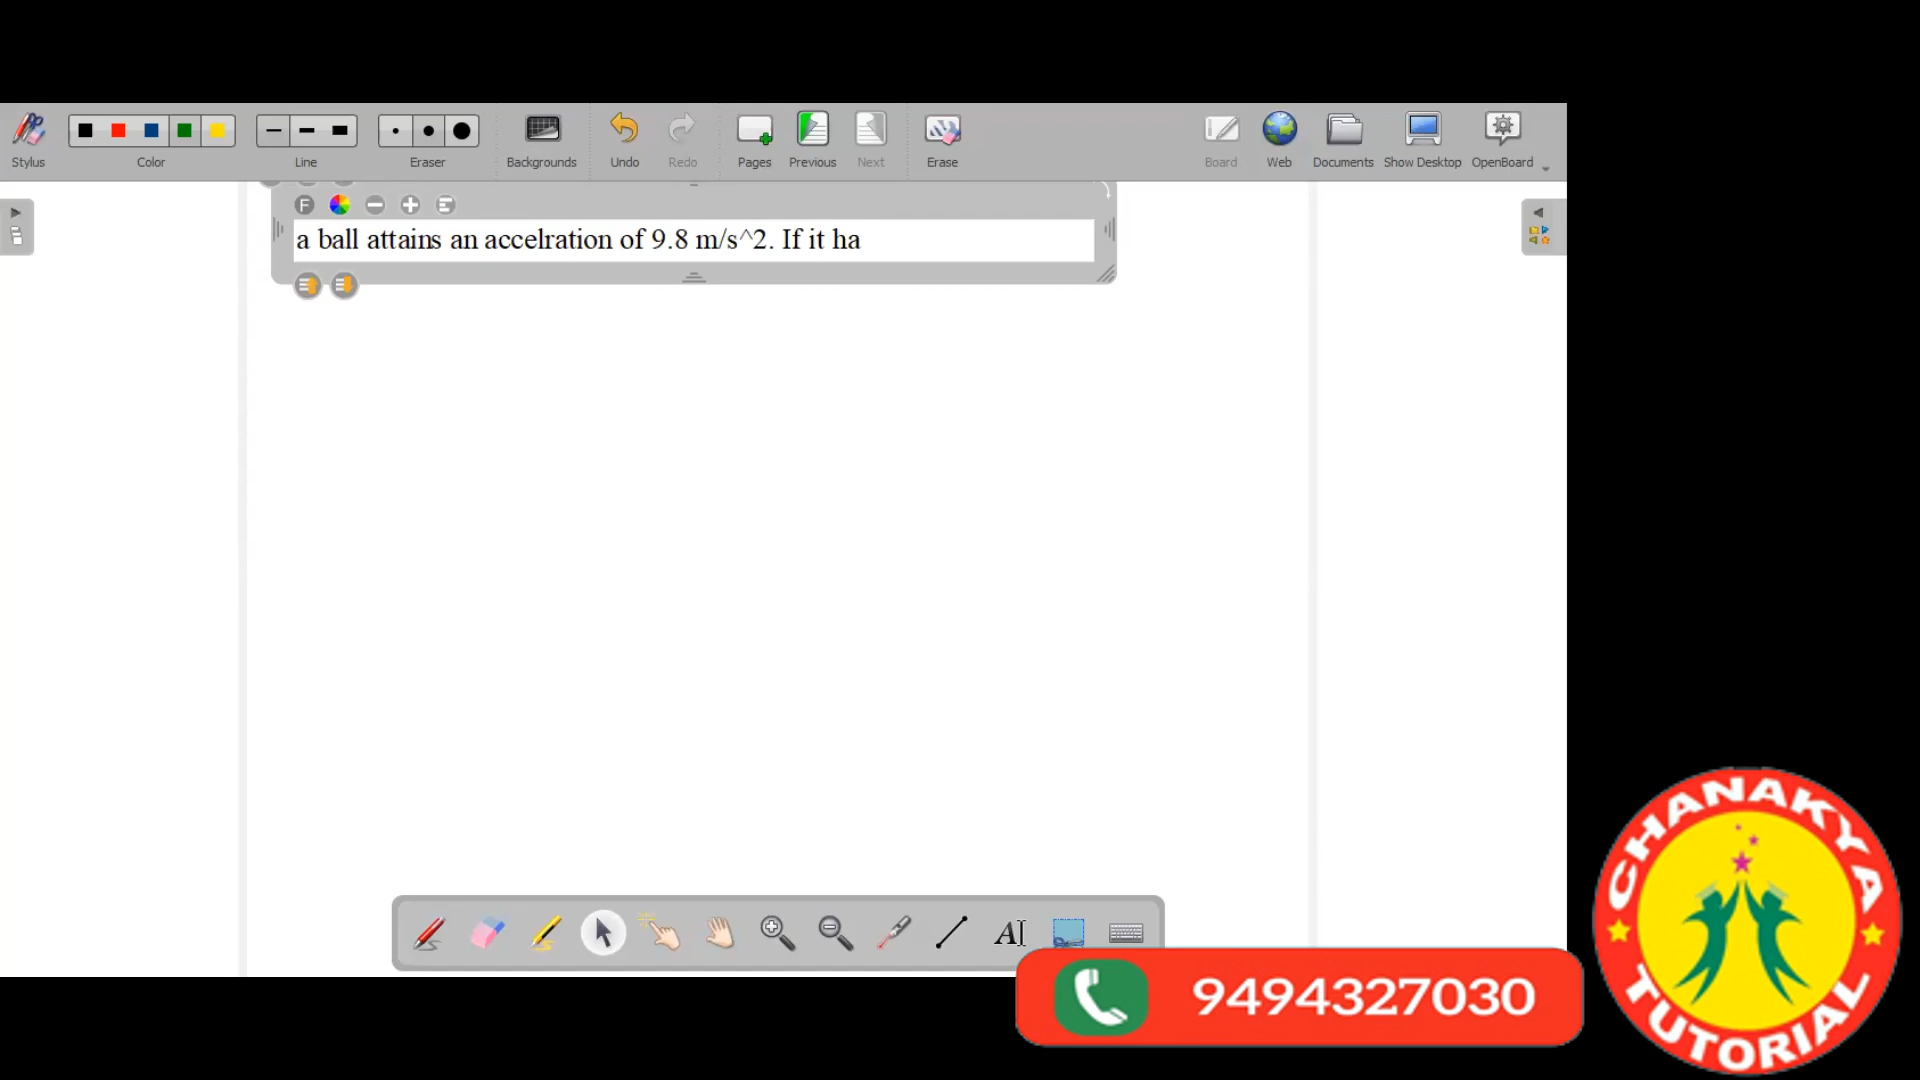 Stylus
Color
Line
Eraser
Backgrounds
Undo
Redo
Pages
Previous
Next
Erase
Board
Web
Documents
Show Desktop
OpenBoard
F
a ball attains an accelration of 9.8 m/s^2. If it ha
A
9494327030
CHANAKYA
TUTORIAL